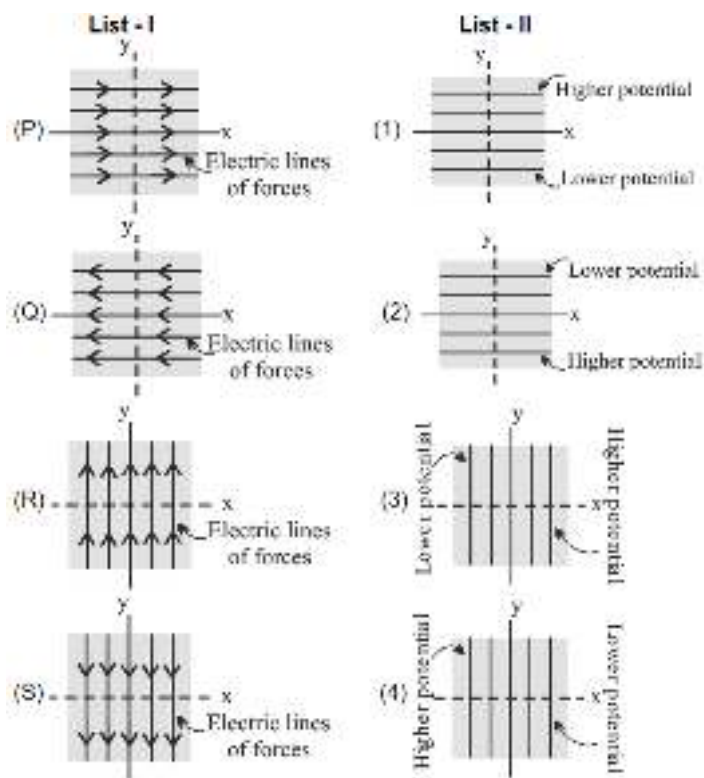 List - I
List - II
y
(P)
x
Electric lines
of forces
y
Higher potential
(1)
x
Lower potential
y
(Q)
x
Electric lines
of forces
y
Lower potential
(2)
x
Higher potential
y
(R)
x
Electric lines
of forces
y
Lower potential
(3)
x
Higher potential
y
(S)
x
Electric lines
of forces
y
Higher potential
(4)
x
Lower potential